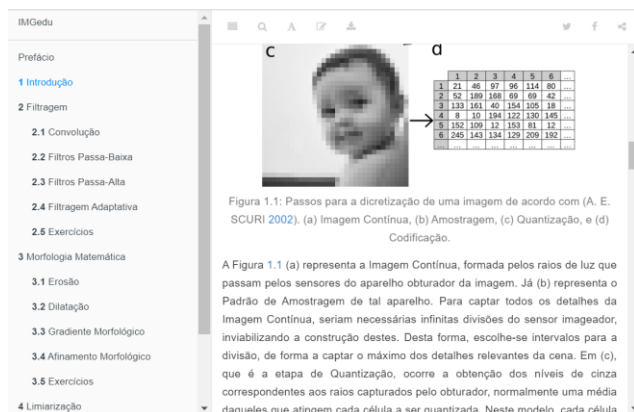 IMGedu
Prefácio
1 Introdução
2 Filtragem
2.1 Convolução
2.2 Filtros Passa-Baixa
2.3 Filtros Passa-Alta
2.4 Filtragem Adaptativa
2.5 Exercícios
3 Morfologia Matemática
3.1 Erosão
3.2 Dilatação
3.3 Gradiente Morfológico
3.4 Afinamento Morfológico
3.5 Exercícios
4 Limiarização
A
c d
1 2 3 4 5 6 ...
1 21 46 97 96 114 80 ...
2 52 189 168 69 69 42 ...
3 133 161 40 154 105 18 ...
4 8 10 194 122 130 145 ...
5 152 109 12 153 81 12 ...
6 245 143 134 129 209 192 ...
... ... ... ... ... ... ... ...
Figura 1.1: Passos para a dicretização de uma imagem de acordo com (A. E.
SCURI 2002). (a) Imagem Contínua, (b) Amostragem, (c) Quantização, e (d)
Codificação.
A Figura 1.1 (a) representa a Imagem Contínua, formada pelos raios de luz que
passam pelos sensores do aparelho obturador da imagem. Já (b) representa o
Padrão de Amostragem de tal aparelho. Para captar todos os detalhes da
Imagem Contínua, seriam necessárias infinitas divisões do sensor imageador,
inviabilizando a construção destes. Desta forma, escolhe-se intervalos para a
divisão, de forma a captar o máximo dos detalhes relevantes da cena. Em (c),
que é a etapa de Quantização, ocorre a obtenção dos níveis de cinza
correspondentes aos raios capturados pelo obturador, normalmente uma média
daqueles que atingem cada célula a ser quantizada. Neste modelo, cada célula